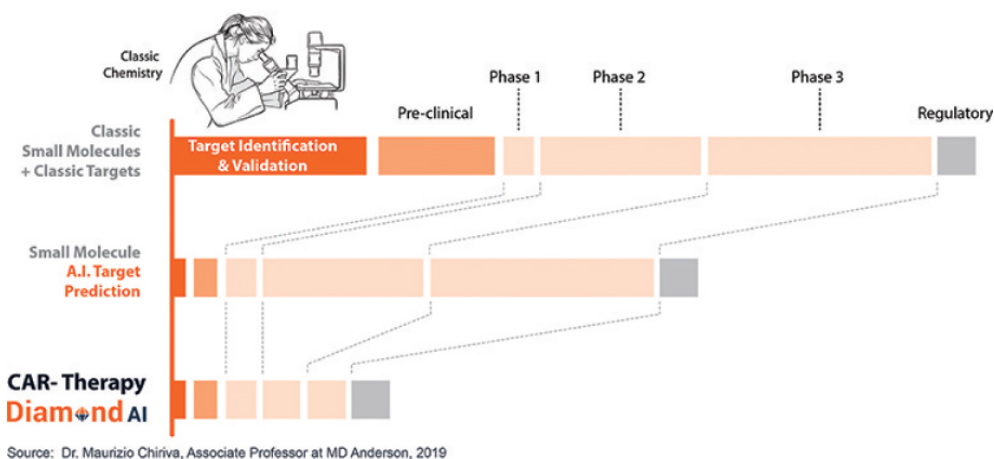 Classic
Chemistry
Phase 1
Phase 2
Phase 3
Pre-clinical
Regulatory
Classic
Small Molecules
+ Classic Targets
Target Identification
& Validation
Small Molecule
A.I. Target
Prediction
CAR- Therapy
Diamond AI
Source: Dr. Maurizio Chiriva, Associate Professor at MD Anderson, 2019